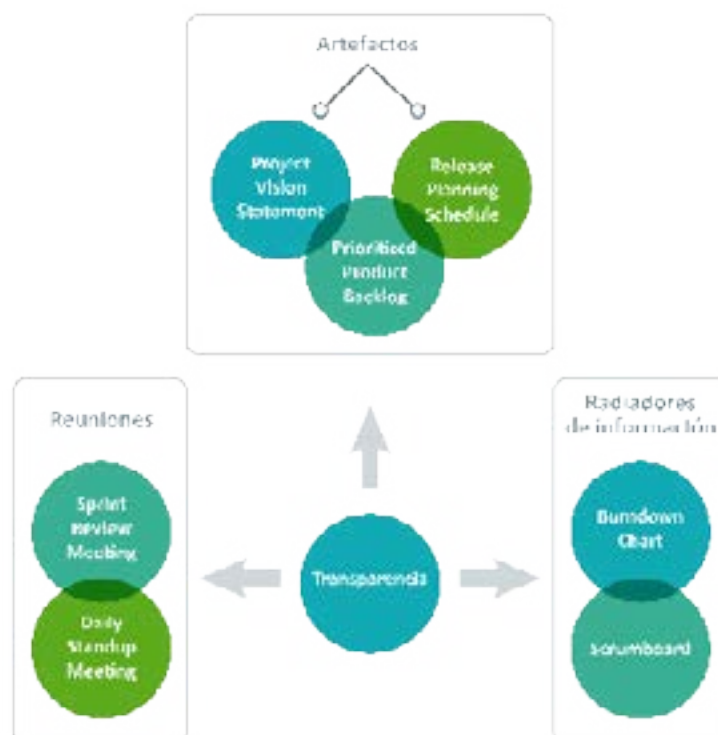 Artefactos
Project
Vision
Statement
Release
Planning
Schedule
Prioritized
Product
Backlog
Reuniones
Sprint
Review
Meeting
Daily
Standup
Meeting
Transparencia
Radiadores
de información
Burndown
Chart
Scrumboard